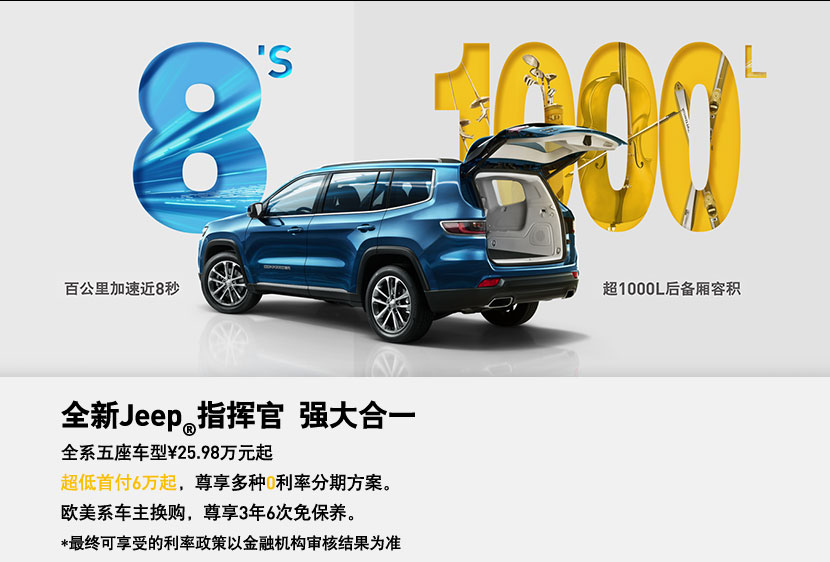 8'S
1000L
百公里加速近8秒
超1000L后备厢容积
全新Jeep®指挥官 强大合一
全系五座车型¥25.98万元起
超低首付6万起，尊享多种0利率分期方案。
欧美系车主换购，尊享3年6次免保养。
*最终可享受的利率政策以金融机构审核结果为准